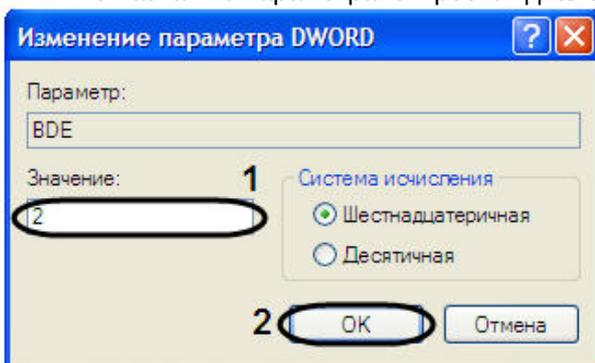 Изменение параметра DWORD
Параметр:
BDE
Значение:
1
Система исчисления
2
Шестнадцатеричная
Десятичная
2
OK
Отмена